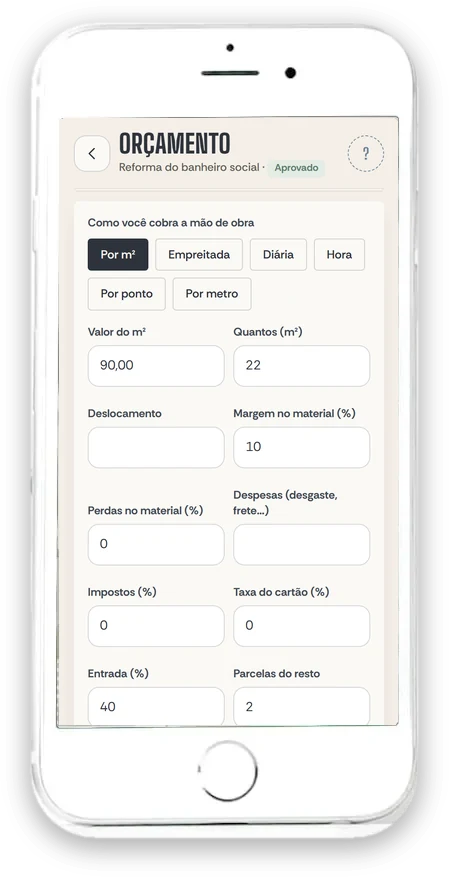 ORÇAMENTO
Reforma do banheiro social · Aprovado
?
Como você cobra a mão de obra
Por m² Empreitada Diária Hora
Por ponto Por metro
Valor do m² Quantos (m²)
90,00 22
Deslocamento Margem no material (%)
10
Despesas (desgaste,
Perdas no material (%) frete...)
0
Impostos (%) Taxa do cartão (%)
0 0
Entrada (%) Parcelas do resto
40 2